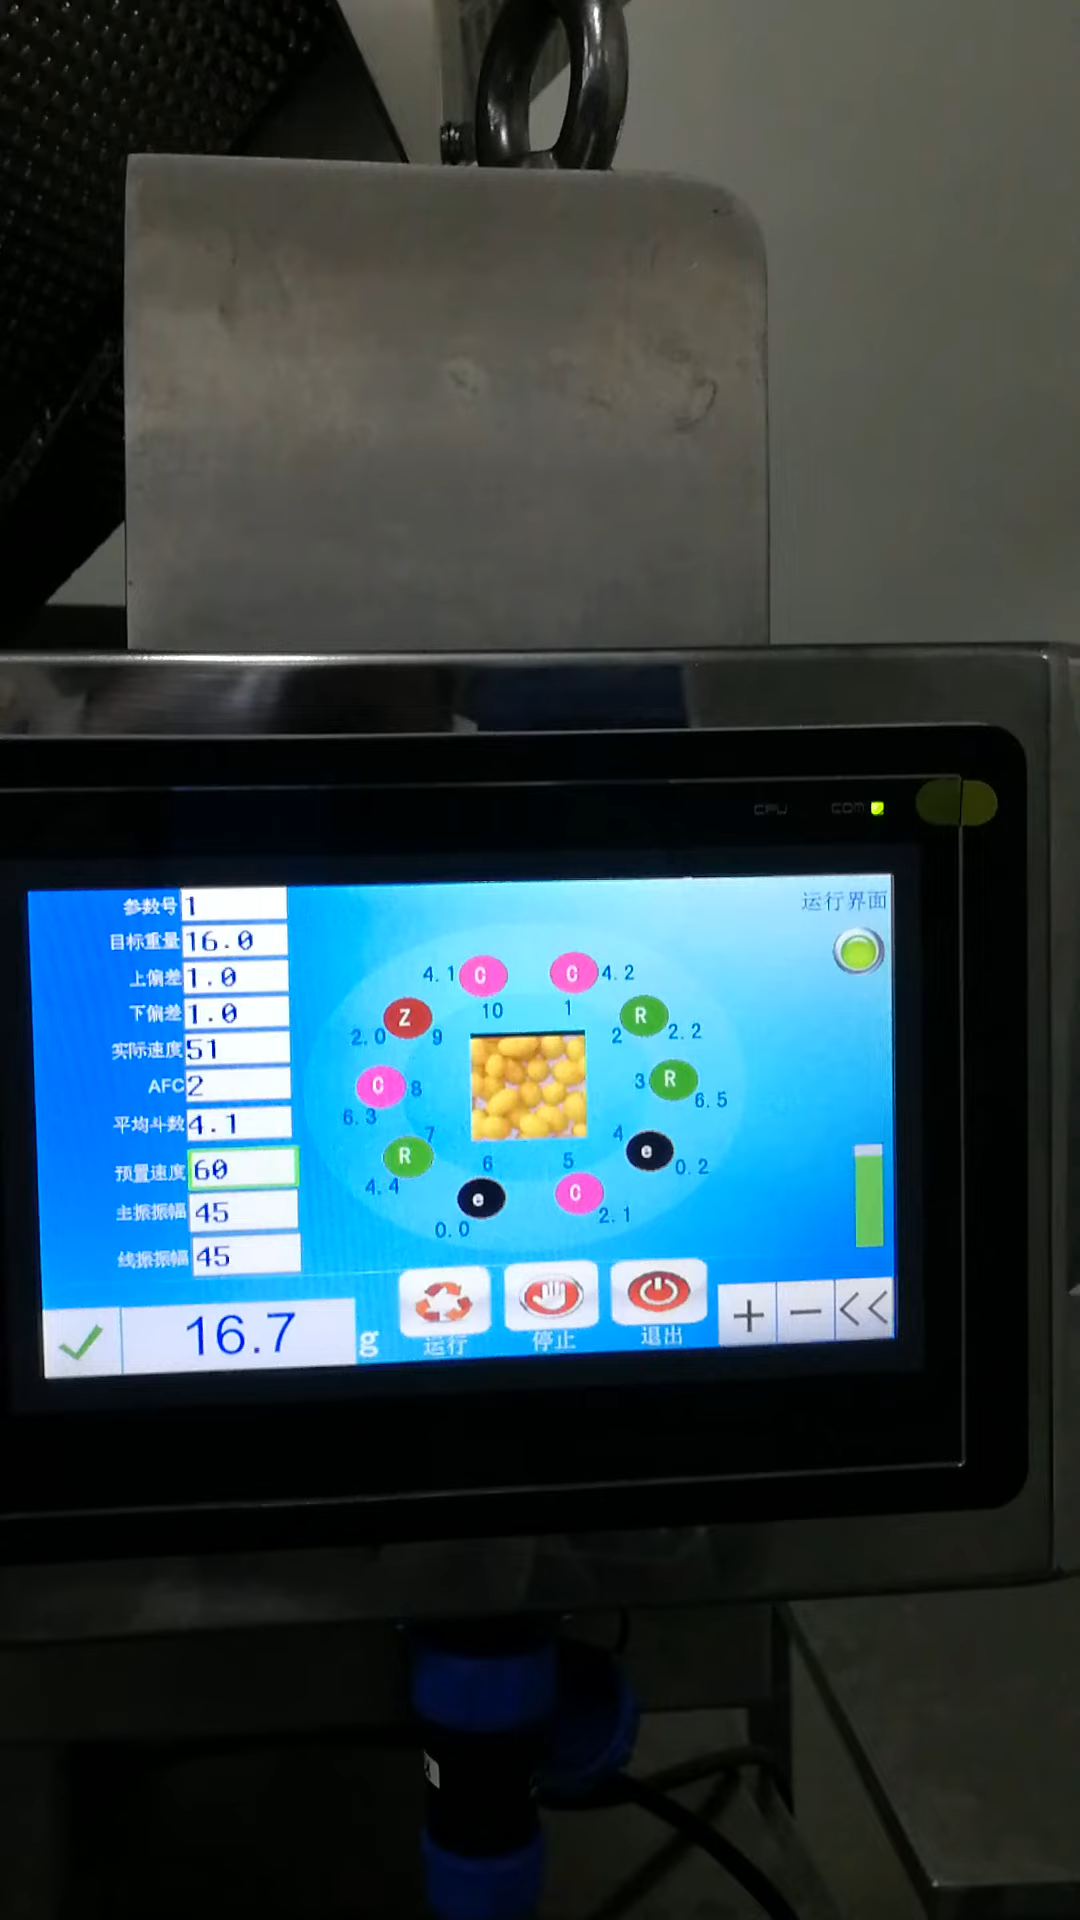 CPU COM
运行界面
参数号 1
目标重量 16.0
上偏差 1.0
下偏差 1.0
实际速度 51
AFC 2
平均斗数 4.1
预置速度 60
主振振幅 45
线振振幅 45
4.1 C 10
C 4.2 1
R 2 2.2
3 R 6.5
4 e 0.2
5 C 2.1
6 e 0.0
7 R 4.4
C 8 6.3
Z 2.0 9
16.7 g
运行 停止 退出
+ − <<